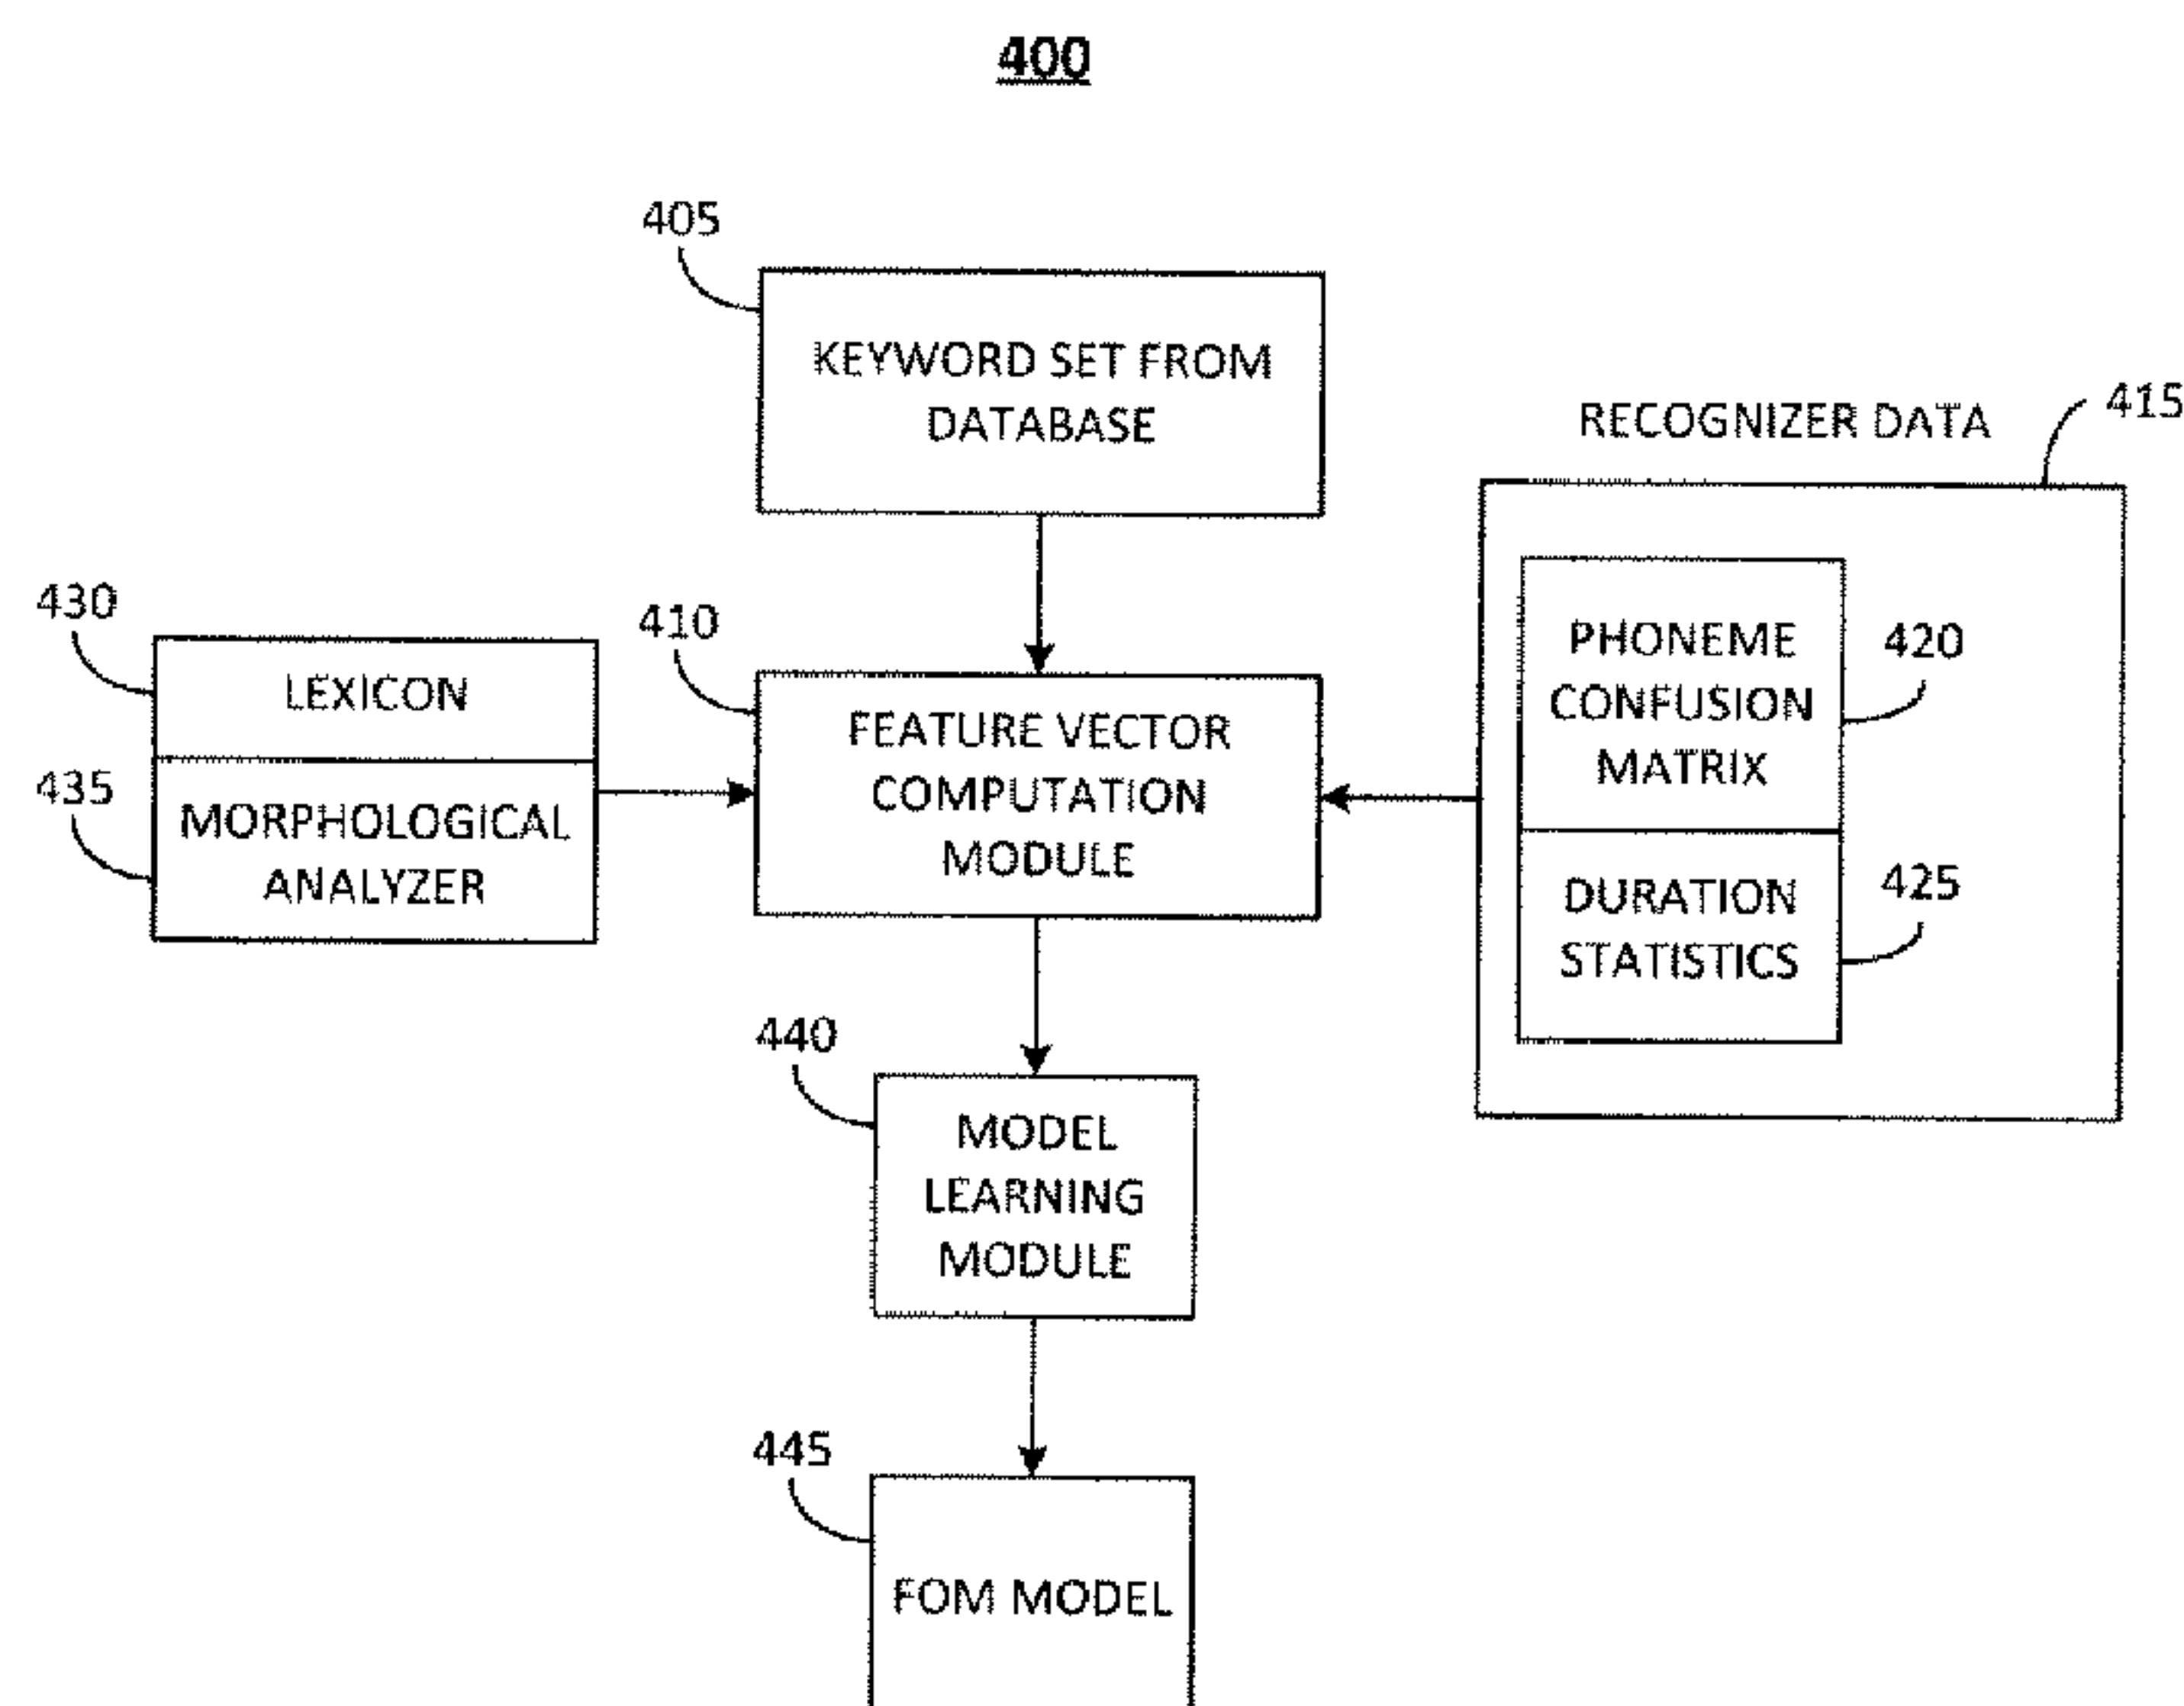 400
405
KEYWORD SET FROM
DATABASE
RECOGNIZER DATA
415
430
LEXICON
435
MORPHOLOGICAL
ANALYZER
410
FEATURE VECTOR
COMPUTATION
MODULE
PHONEME
CONFUSION
MATRIX
420
DURATION
STATISTICS
425
440
MODEL
LEARNING
MODULE
445
FOM MODEL